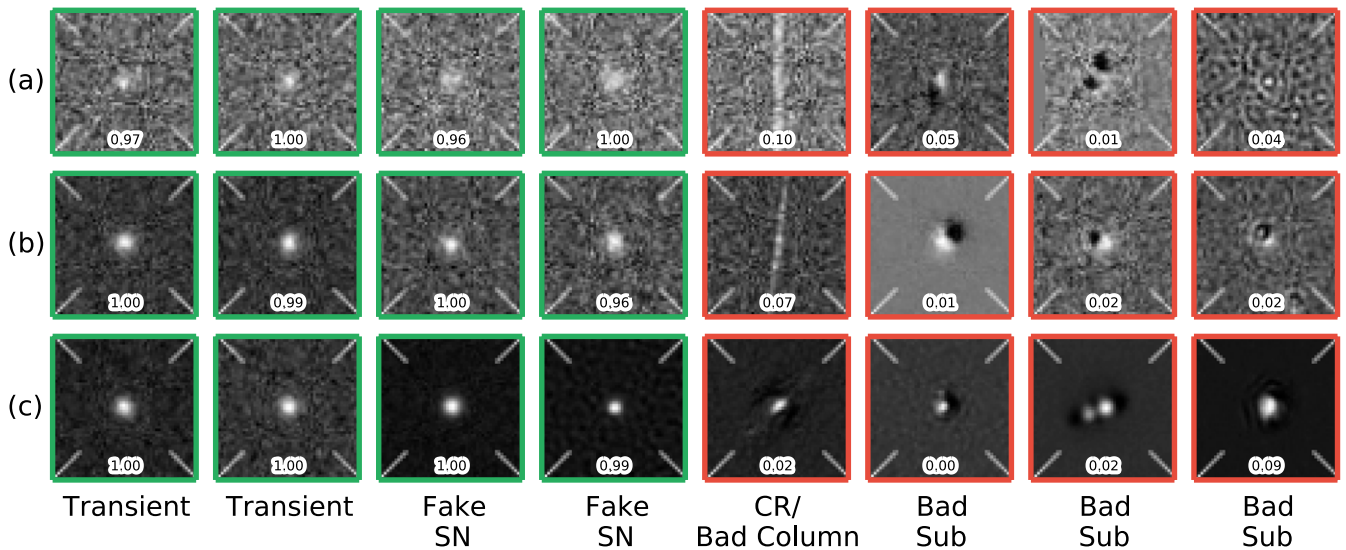 (a)
0.97 1.00 0.96 1.00 0.10 0.05 0.01 0.04
(b)
1.00 0.99 1.00 0.96 0.07 0.01 0.02 0.02
(c)
1.00 1.00 1.00 0.99 0.02 0.00 0.02 0.09
Transient Transient Fake Fake CR/ Bad Bad Bad
SN SN Bad Column Sub Sub Sub